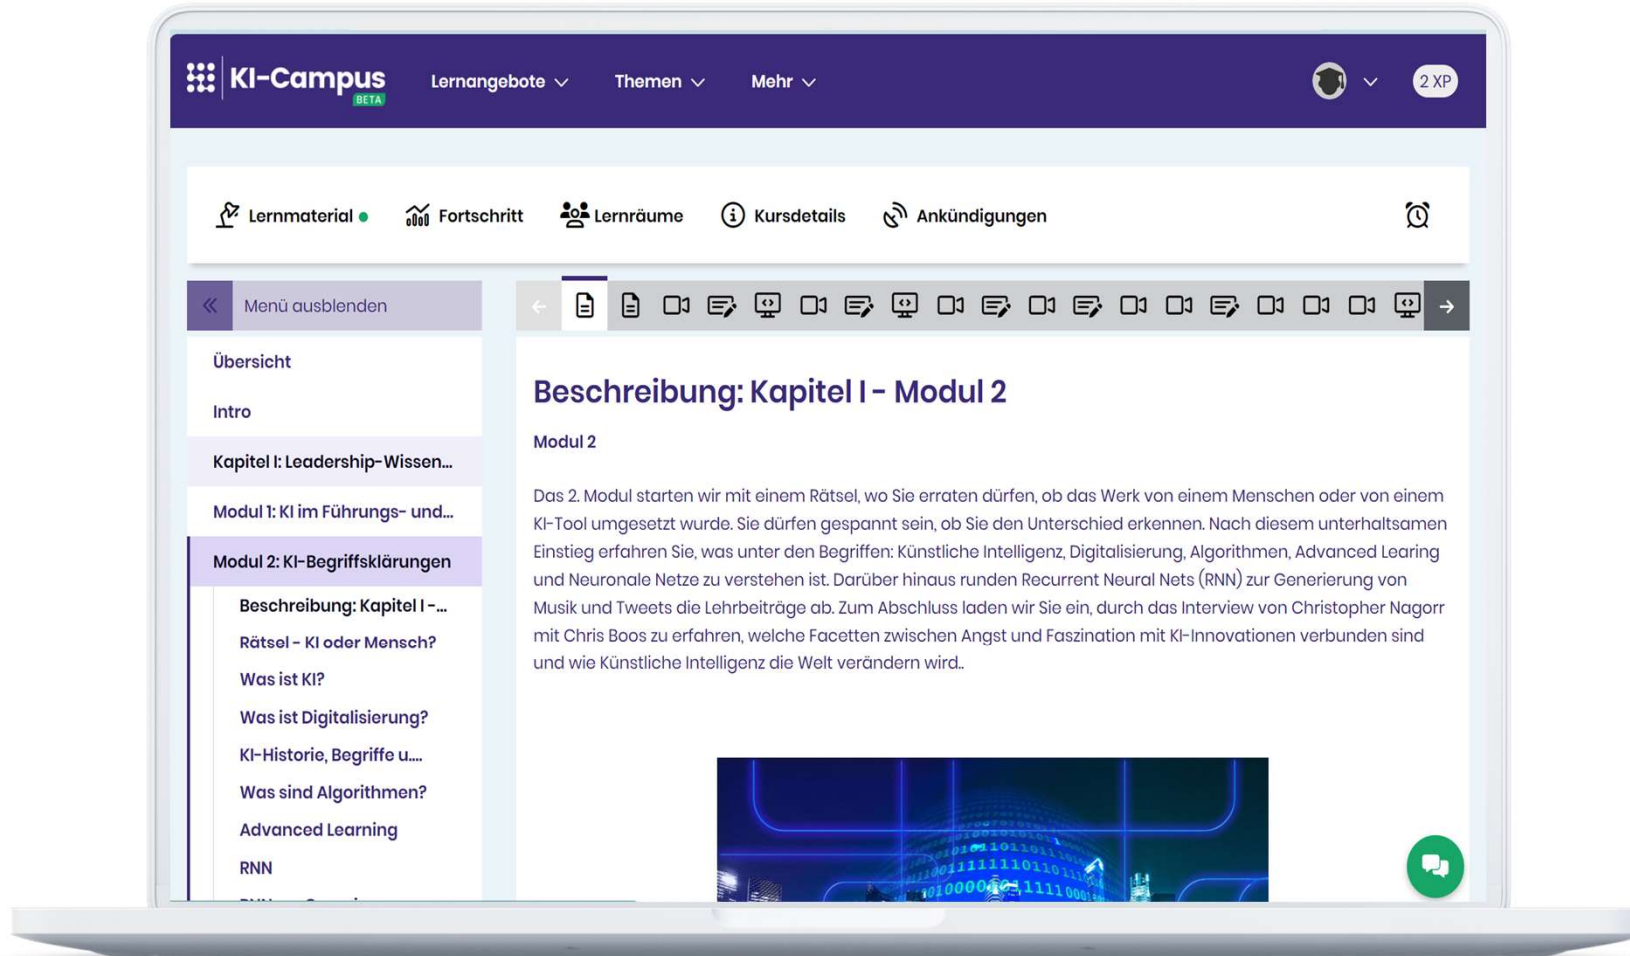 KI-Campus
BETA
Lernangebote
Themen
Mehr
2 XP
Lernmaterial
Fortschritt
Lernräume
Kursdetails
Ankündigungen
Menü ausblenden
Übersicht
Intro
Kapitel I: Leadership-Wissen...
Modul 1: KI im Führungs- und...
Modul 2: KI-Begriffsklärungen
Beschreibung: Kapitel I -...
Rätsel - KI oder Mensch?
Was ist KI?
Was ist Digitalisierung?
KI-Historie, Begriffe u....
Was sind Algorithmen?
Advanced Learning
RNN
Beschreibung: Kapitel I - Modul 2
Modul 2
Das 2. Modul starten wir mit einem Rätsel, wo Sie erraten dürfen, ob das Werk von einem Menschen oder von einem
KI-Tool umgesetzt wurde. Sie dürfen gespannt sein, ob Sie den Unterschied erkennen. Nach diesem unterhaltsamen
Einstieg erfahren Sie, was unter den Begriffen: Künstliche Intelligenz, Digitalisierung, Algorithmen, Advanced Learing
und Neuronale Netze zu verstehen ist. Darüber hinaus runden Recurrent Neural Nets (RNN) zur Generierung von
Musik und Tweets die Lehrbeiträge ab. Zum Abschluss laden wir Sie ein, durch das Interview von Christopher Nagorr
mit Chris Boos zu erfahren, welche Facetten zwischen Angst und Faszination mit KI-Innovationen verbunden sind
und wie Künstliche Intelligenz die Welt verändern wird..